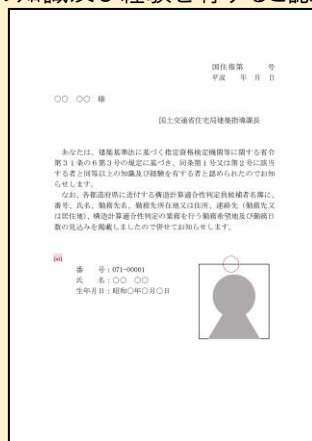 知識及び経験を有すると認
国住指第　　号
平成　年　月　日
○○ ○○ 様
国土交通省住宅局建築指導課長
あなたは、建築基準法に基づく指定資格検定機関等に関する省令
第31条の6第3号の規定に基づき、同条第1号又は第2号に該当
する者と同等以上の知識及び経験を有する者と認められたのでお知
らせします。
なお、各都道府県に送付する構造計算適合性判定員候補者名簿に、
番号、氏名、勤務先名、勤務先所在地又は住所、連絡先（勤務先又
は居住地）、構造計算適合性判定の業務を行う勤務希望地及び勤務日
数の見込みを掲載しましたので併せてお知らせします。
番　　号：071-00001
氏　　名：○○ ○○
生年月日：昭和○年○月○日